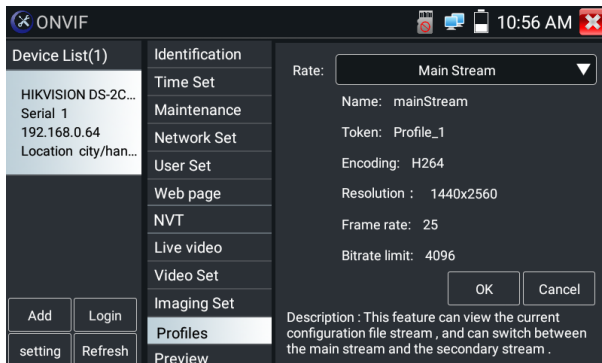 ONVIF
10:56 AM
Device List(1)
HIKVISION DS-2C...
Serial 1
192.168.0.64
Location city/han...
Add
Login
setting
Refresh
Identification
Time Set
Maintenance
Network Set
User Set
Web page
NVT
Live video
Video Set
Imaging Set
Profiles
Preview
Rate: Main Stream
Name: mainStream
Token: Profile_1
Encoding: H264
Resolution : 1440x2560
Frame rate: 25
Bitrate limit: 4096
OK
Cancel
Description : This feature can view the current
configuration file stream , and can switch between
the main stream and the secondary stream .